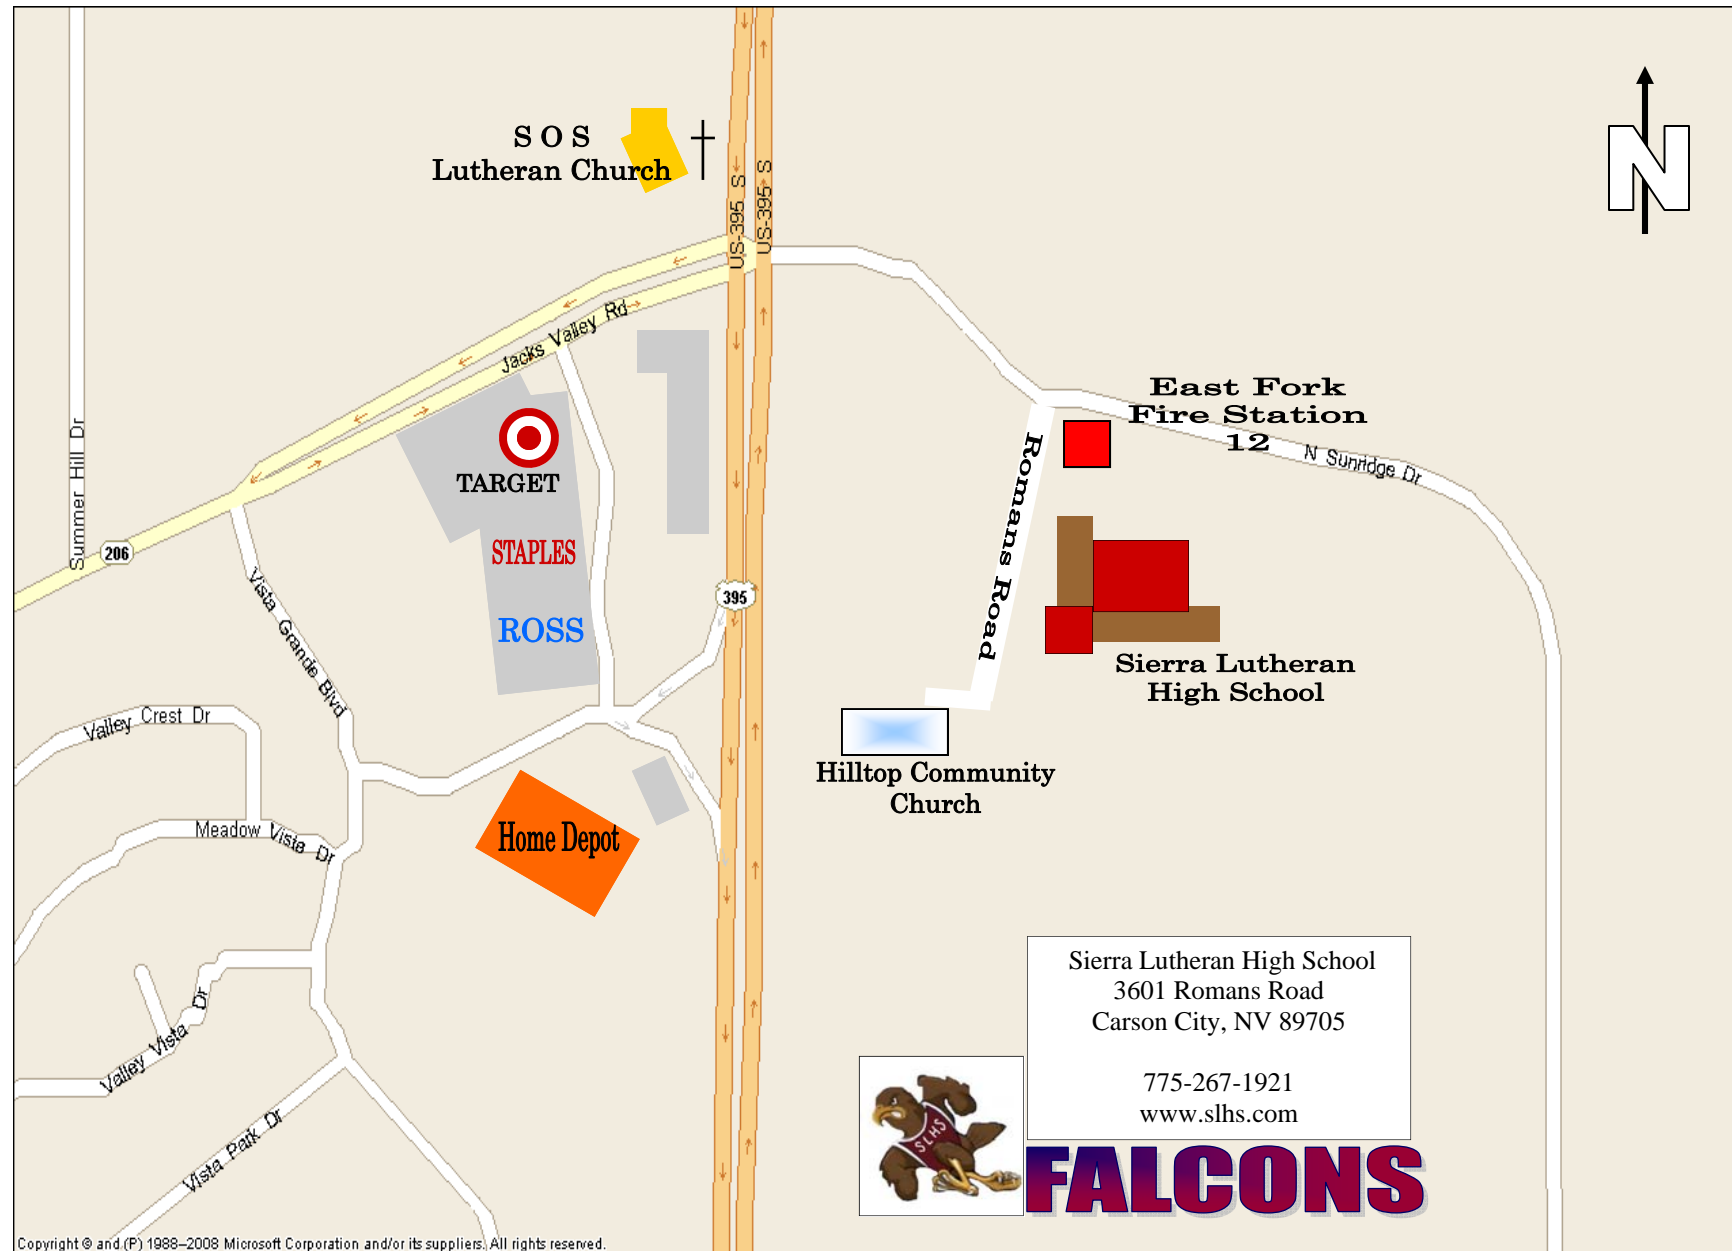 S O S
Lutheran Church
US-395 S
US-395 S
Jacks Valley Rd
Summer Hill Dr
206
TARGET
STAPLES
ROSS
395
East Fork
Fire Station
12
N Sunridge Dr
Romans Road
Sierra Lutheran
High School
Vista Grande Blvd
Valley Crest Dr
Meadow Vista Dr
Home Depot
Hilltop Community
Church
Valley Vista Dr
Vista Park Dr
N
Sierra Lutheran High School
3601 Romans Road
Carson City, NV 89705
775-267-1921
www.slhs.com
SLHS
FALCONS
Copyright © and (P) 1988–2008 Microsoft Corporation and/or its suppliers. All rights reserved.